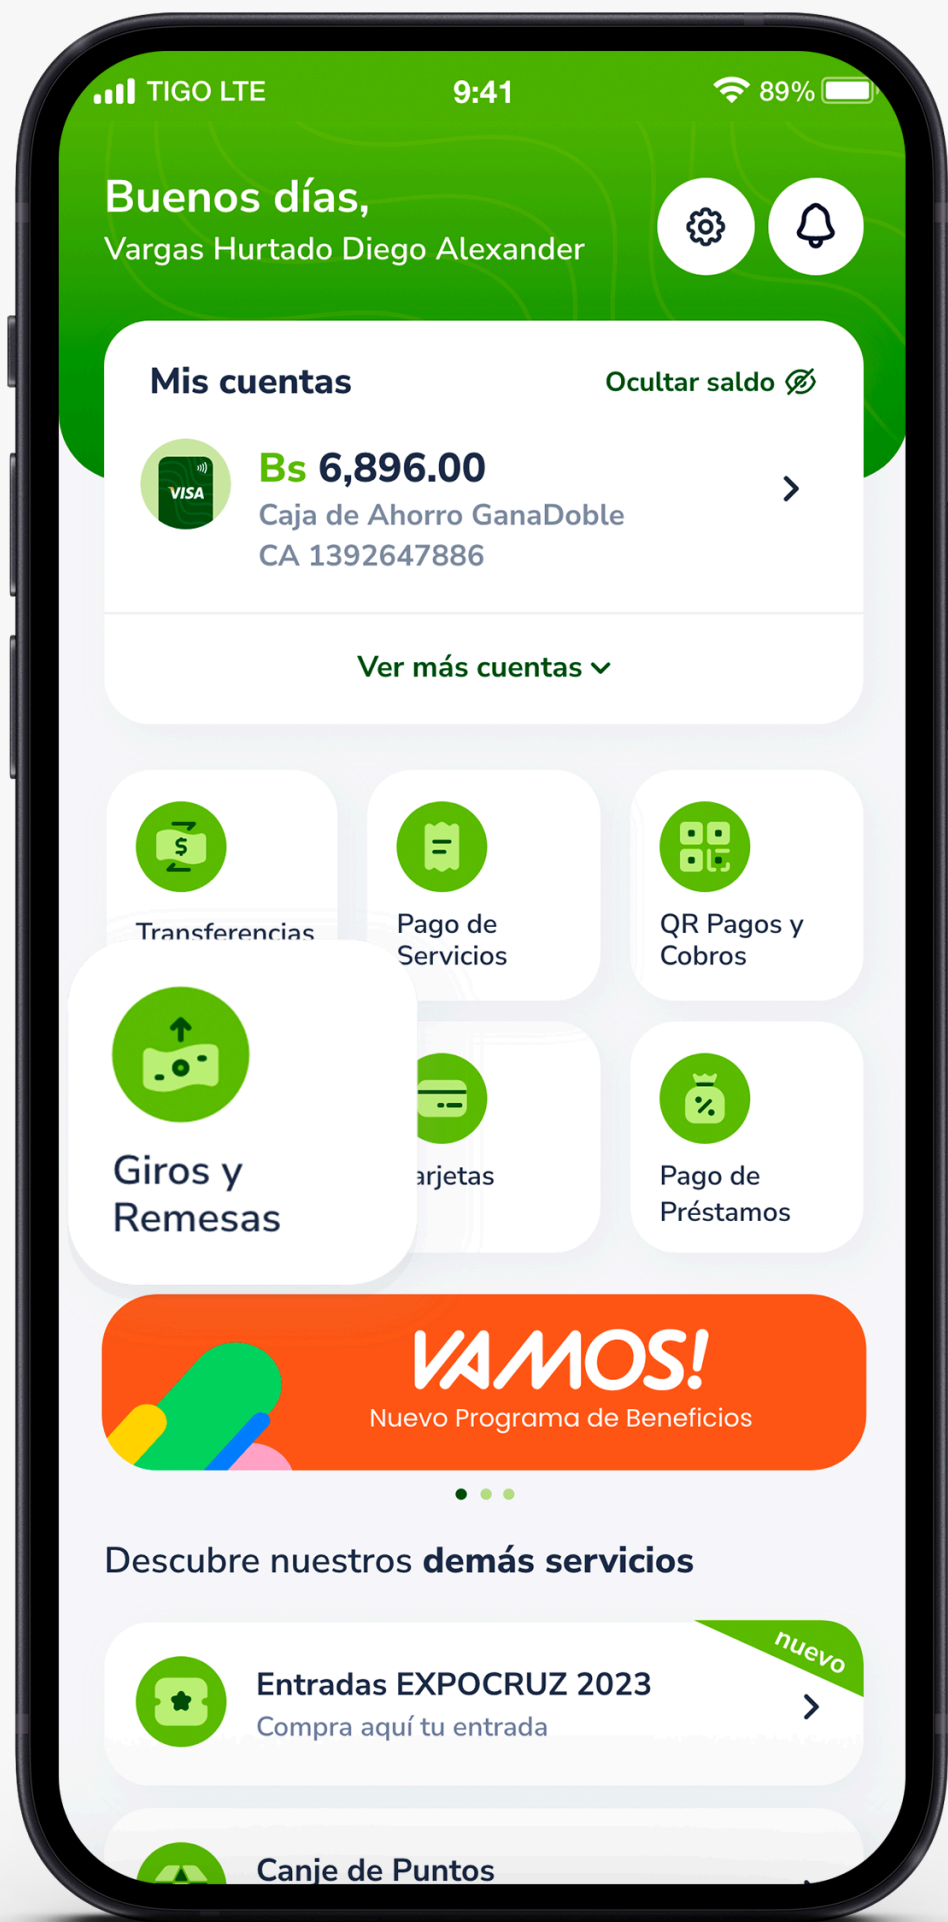 TIGO LTE
9:41
89%
Buenos días,
Vargas Hurtado Diego Alexander
Mis cuentas
Ocultar saldo
VISA
Bs 6,896.00
Caja de Ahorro GanaDoble
CA 1392647886
Ver más cuentas
Transferencias
Pago de
Servicios
QR Pagos y
Cobros
Giros y
Remesas
arjetas
Pago de
Préstamos
VAMOS!
Nuevo Programa de Beneficios
Descubre nuestros demás servicios
nuevo
Entradas EXPOCRUZ 2023
Compra aquí tu entrada
Canje de Puntos